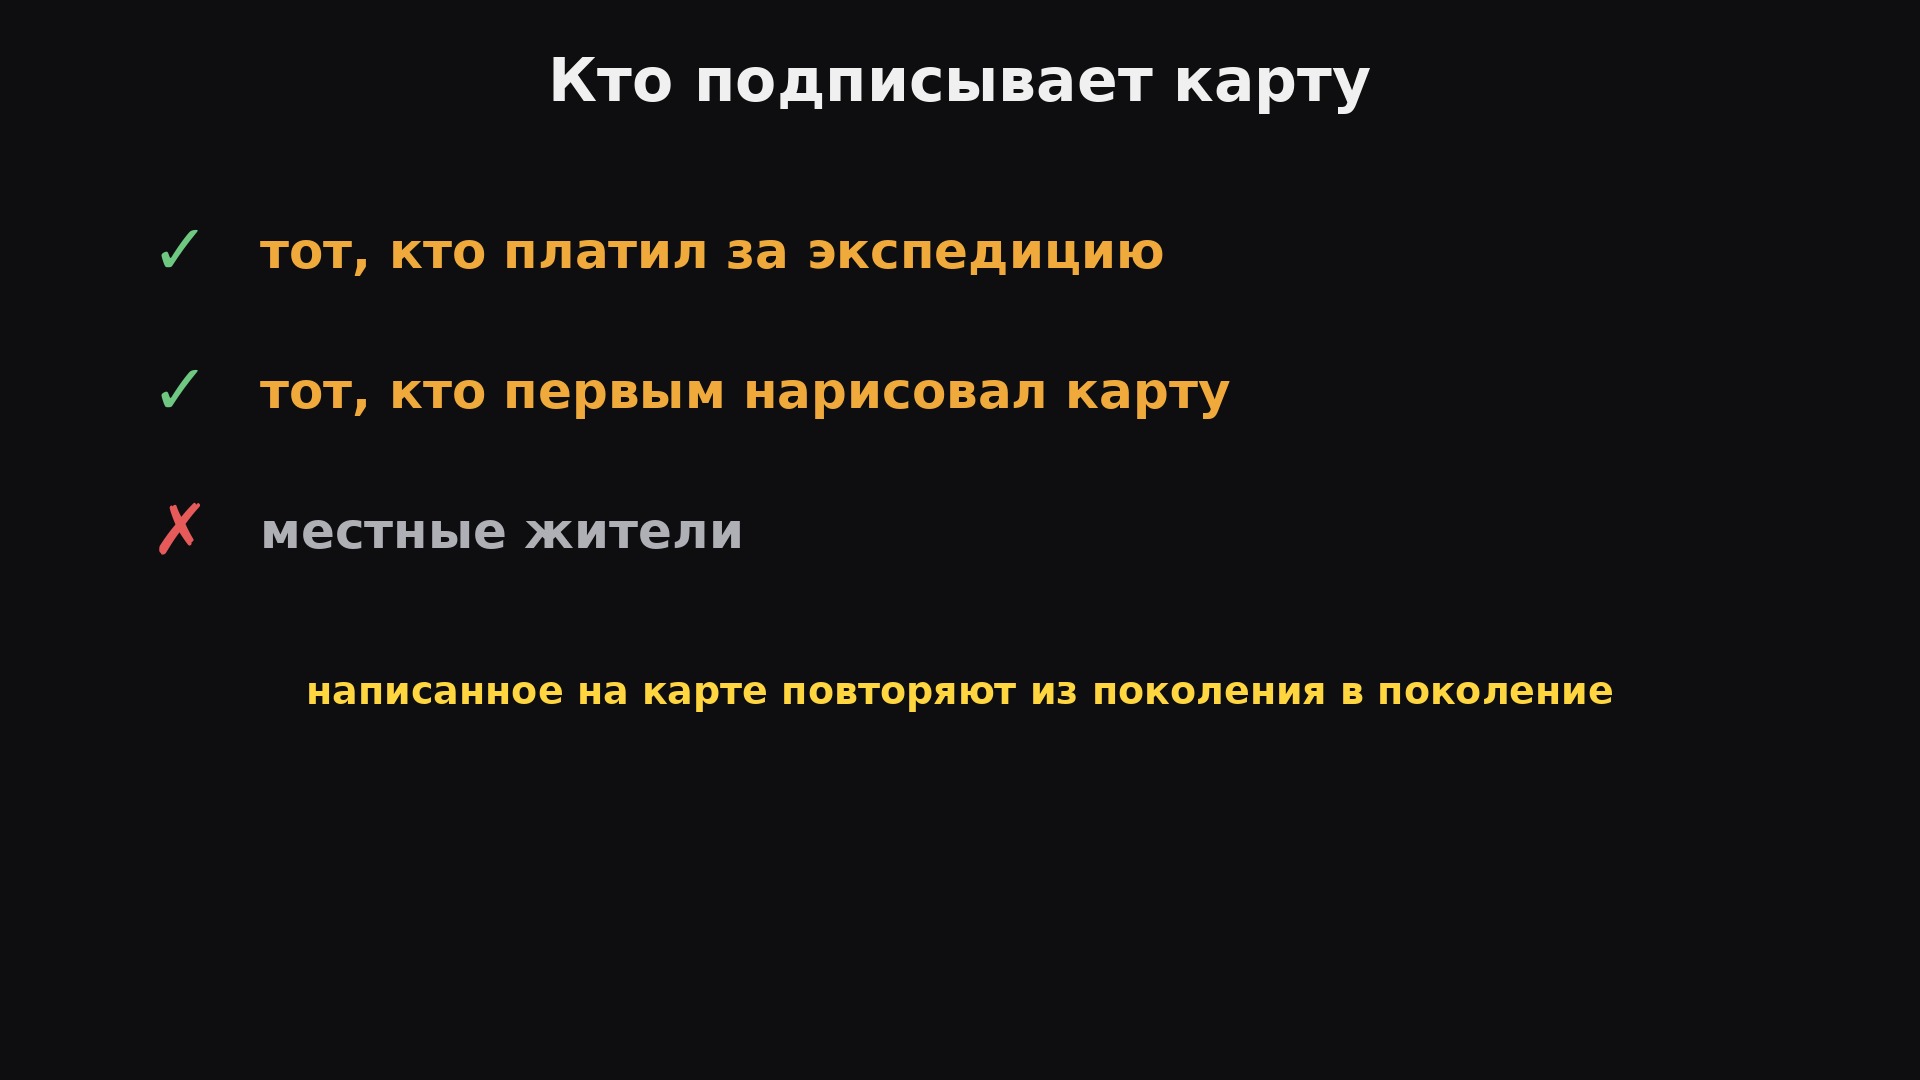 Кто подписывает карту
✓ тот, кто платил за экспедицию
✓ тот, кто первым нарисовал карту
✗ местные жители
написанное на карте повторяют из поколения в поколение